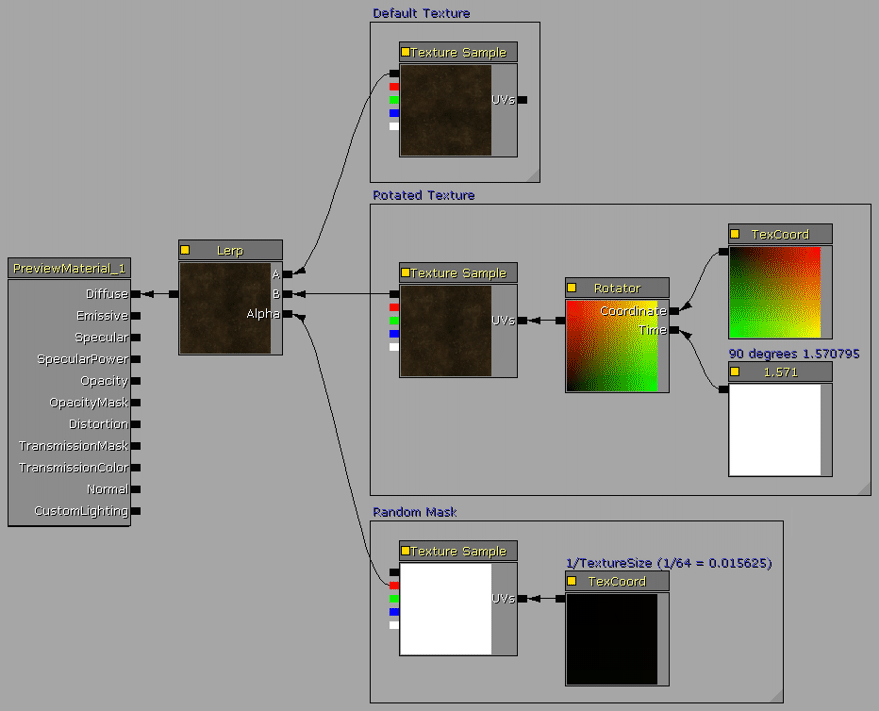 Default Texture
Texture Sample
UVs
Rotated Texture
Texture Sample
UVs
Rotator
Coordinate
Time
TexCoord
90 degrees 1.570795
1.571
Lerp
A
B
Alpha
PreviewMaterial_1
Diffuse
Emissive
Specular
SpecularPower
Opacity
OpacityMask
Distortion
TransmissionMask
TransmissionColor
Normal
CustomLighting
Random Mask
Texture Sample
UVs
1/TextureSize (1/64 = 0.015625)
TexCoord